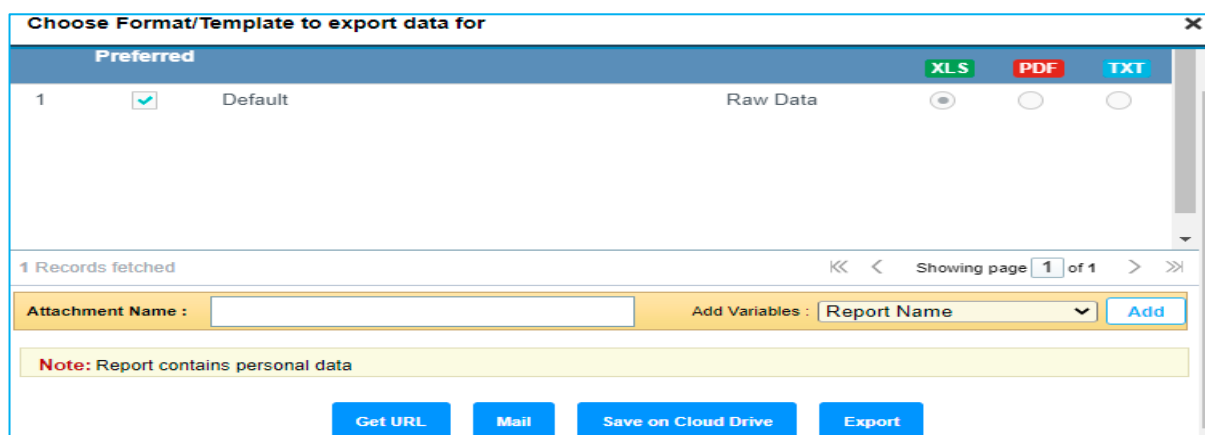 Choose Format/Template to export data for
Preferred XLS PDF TXT
1 Default Raw Data
1 Records fetched Showing page 1 of 1
Attachment Name : Add Variables : Report Name Add
Note: Report contains personal data
Get URL Mail Save on Cloud Drive Export